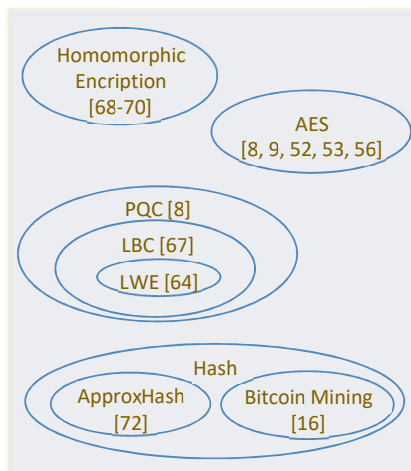 Homomorphic
Encription
[68-70]
AES
[8, 9, 52, 53, 56]
PQC [8]
LBC [67]
LWE [64]
Hash
ApproxHash
[72]
Bitcoin Mining
[16]